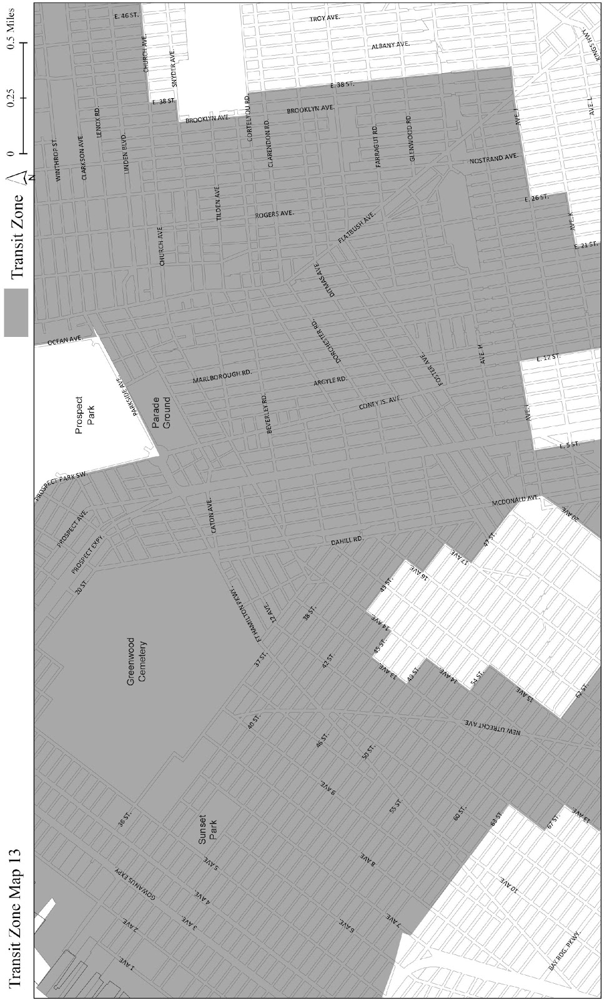 Transit Zone Map 13
Transit Zone
N
0
0.25
0.5 Miles
E. 46 ST.
CHURCH AVE.
SNYDER AVE.
E. 38 ST.
TROY AVE.
ALBANY AVE.
KINGS HWY
E. 38 ST.
BROOKLYN AVE.
CORTELYOU RD.
BROOKLYN AVE.
AVE. J
AVE. L
WINTHROP ST.
CLARKSON AVE.
LENOX RD.
LINDEN BLVD.
CLARENDON RD.
FARRAGUT RD.
GLENWOOD RD.
NOSTRAND AVE.
TILDEN AVE.
ROGERS AVE.
FLATBUSH AVE.
E. 26 ST.
AVE. K
E. 21 ST.
CHURCH AVE.
DITMAS AVE.
OCEAN AVE.
DORCHESTER RD.
FOSTER AVE.
AVE. H
E. 12 ST.
MARLBOROUGH RD.
ARGYLE RD.
PARKSIDE AVE.
Prospect
Park
Parade
Ground
BEVERLEY RD.
CONEY IS. AVE.
AVE. I
E. 5 ST.
PROSPECT PARK SW
PROSPECT AVE.
PROSPECT EXPY.
CATON AVE.
MCDONALD AVE.
20 AVE.
DAHILL RD.
47 ST.
17 AVE.
16 AVE.
43 ST.
20 ST.
FT HAMILTON PKWY.
12 AVE.
38 ST.
14 AVE.
45 ST.
Greenwood
Cemetery
37 ST.
42 ST.
13 AVE.
49 ST.
14 AVE.
54 ST.
15 AVE.
62 ST.
40 ST.
46 ST.
50 ST.
NEW UTRECHT AVE.
9 AVE.
55 ST.
60 ST.
63 ST.
67 ST.
13 AVE.
36 ST.
Sunset
Park
5 AVE.
8 AVE.
10 AVE.
GOWANUS EXPY.
4 AVE.
3 AVE.
2 AVE.
6 AVE.
7 AVE.
1 AVE.
BAY RDG. PKWY.